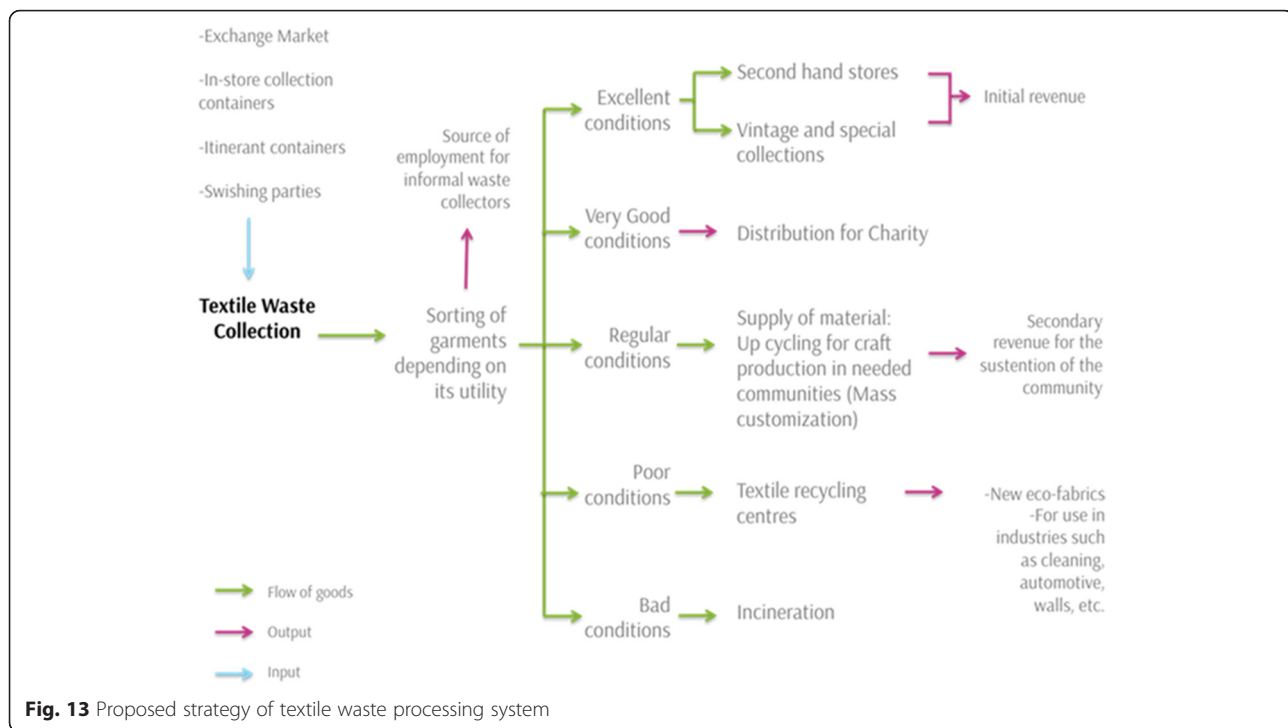 -Exchange Market
-In-store collection
containers
-Itinerant containers
-Swishing parties
Textile Waste
Collection
Source of
employment for
informal waste
collectors
Sorting of
garments
depending on
its utility
Excellent
conditions
Second hand stores
Vintage and special
collections
Initial revenue
Very Good
conditions
Distribution for Charity
Regular
conditions
Supply of material:
Up cycling for craft
production in needed
communities (Mass
customization)
Secondary
revenue for the
sustention of the
community
Poor
conditions
Textile recycling
centres
-New eco-fabrics
-For use in
industries such
as cleaning,
automotive,
walls, etc.
Bad
conditions
Incineration
Flow of goods
Output
Input
Fig. 13 Proposed strategy of textile waste processing system